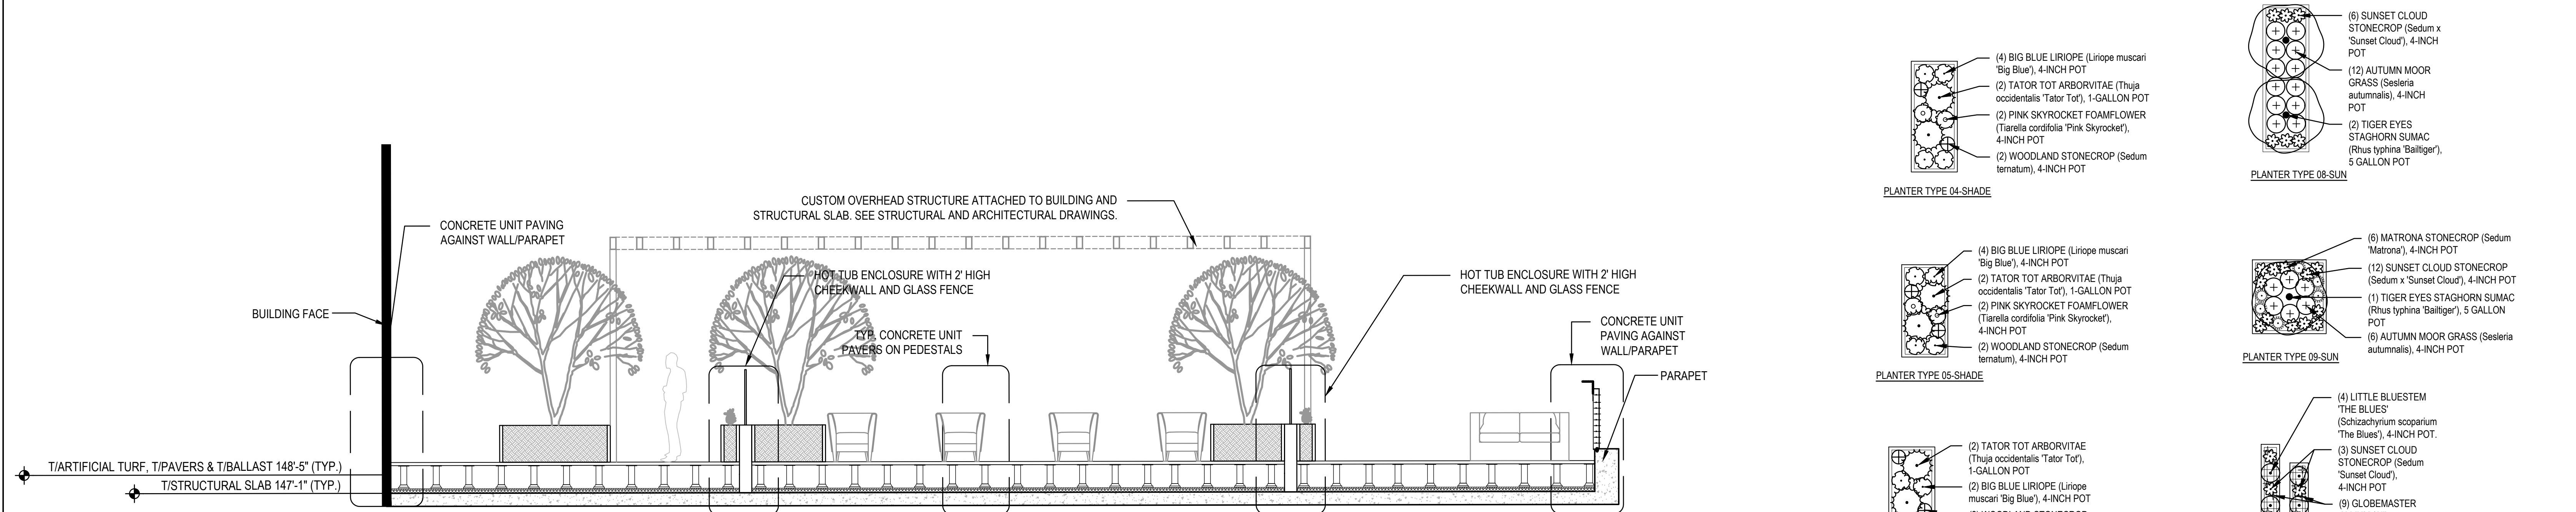 CUSTOM OVERHEAD STRUCTURE ATTACHED TO BUILDING AND
STRUCTURAL SLAB. SEE STRUCTURAL AND ARCHITECTURAL DRAWINGS.
CONCRETE UNIT PAVING
AGAINST WALL/PARAPET
HOT TUB ENCLOSURE WITH 2' HIGH
CHEEKWALL AND GLASS FENCE
HOT TUB ENCLOSURE WITH 2' HIGH
CHEEKWALL AND GLASS FENCE
BUILDING FACE
TYP. CONCRETE UNIT
PAVERS ON PEDESTALS
CONCRETE UNIT
PAVING AGAINST
WALL/PARAPET
PARAPET
T/ARTIFICIAL TURF, T/PAVERS & T/BALLAST 148'-5" (TYP.)
T/STRUCTURAL SLAB 147'-1" (TYP.)
(4) BIG BLUE LIRIOPE (Liriope muscari
'Big Blue'), 4-INCH POT
(2) TATOR TOT ARBORVITAE (Thuja
occidentalis 'Tator Tot'), 1-GALLON POT
(2) PINK SKYROCKET FOAMFLOWER
(Tiarella cordifolia 'Pink Skyrocket'),
4-INCH POT
(2) WOODLAND STONECROP (Sedum
ternatum), 4-INCH POT
PLANTER TYPE 04-SHADE
(4) BIG BLUE LIRIOPE (Liriope muscari
'Big Blue'), 4-INCH POT
(2) TATOR TOT ARBORVITAE (Thuja
occidentalis 'Tator Tot'), 1-GALLON POT
(2) PINK SKYROCKET FOAMFLOWER
(Tiarella cordifolia 'Pink Skyrocket'),
4-INCH POT
(2) WOODLAND STONECROP (Sedum
ternatum), 4-INCH POT
PLANTER TYPE 05-SHADE
(2) TATOR TOT ARBORVITAE
(Thuja occidentalis 'Tator Tot'),
1-GALLON POT
(2) BIG BLUE LIRIOPE (Liriope
muscari 'Big Blue'), 4-INCH POT
(6) SUNSET CLOUD
STONECROP (Sedum x
'Sunset Cloud'), 4-INCH
POT
(12) AUTUMN MOOR
GRASS (Sesleria
autumnalis), 4-INCH
POT
(2) TIGER EYES
STAGHORN SUMAC
(Rhus typhina 'Bailtiger'),
5 GALLON POT
PLANTER TYPE 08-SUN
(6) MATRONA STONECROP (Sedum
'Matrona'), 4-INCH POT
(12) SUNSET CLOUD STONECROP
(Sedum x 'Sunset Cloud'), 4-INCH POT
(1) TIGER EYES STAGHORN SUMAC
(Rhus typhina 'Bailtiger'), 5 GALLON
POT
(6) AUTUMN MOOR GRASS (Sesleria
autumnalis), 4-INCH POT
PLANTER TYPE 09-SUN
(4) LITTLE BLUESTEM
'THE BLUES'
(Schizachyrium scoparium
'The Blues'), 4-INCH POT.
(3) SUNSET CLOUD
STONECROP (Sedum
'Sunset Cloud'),
4-INCH POT
(9) GLOBEMASTER